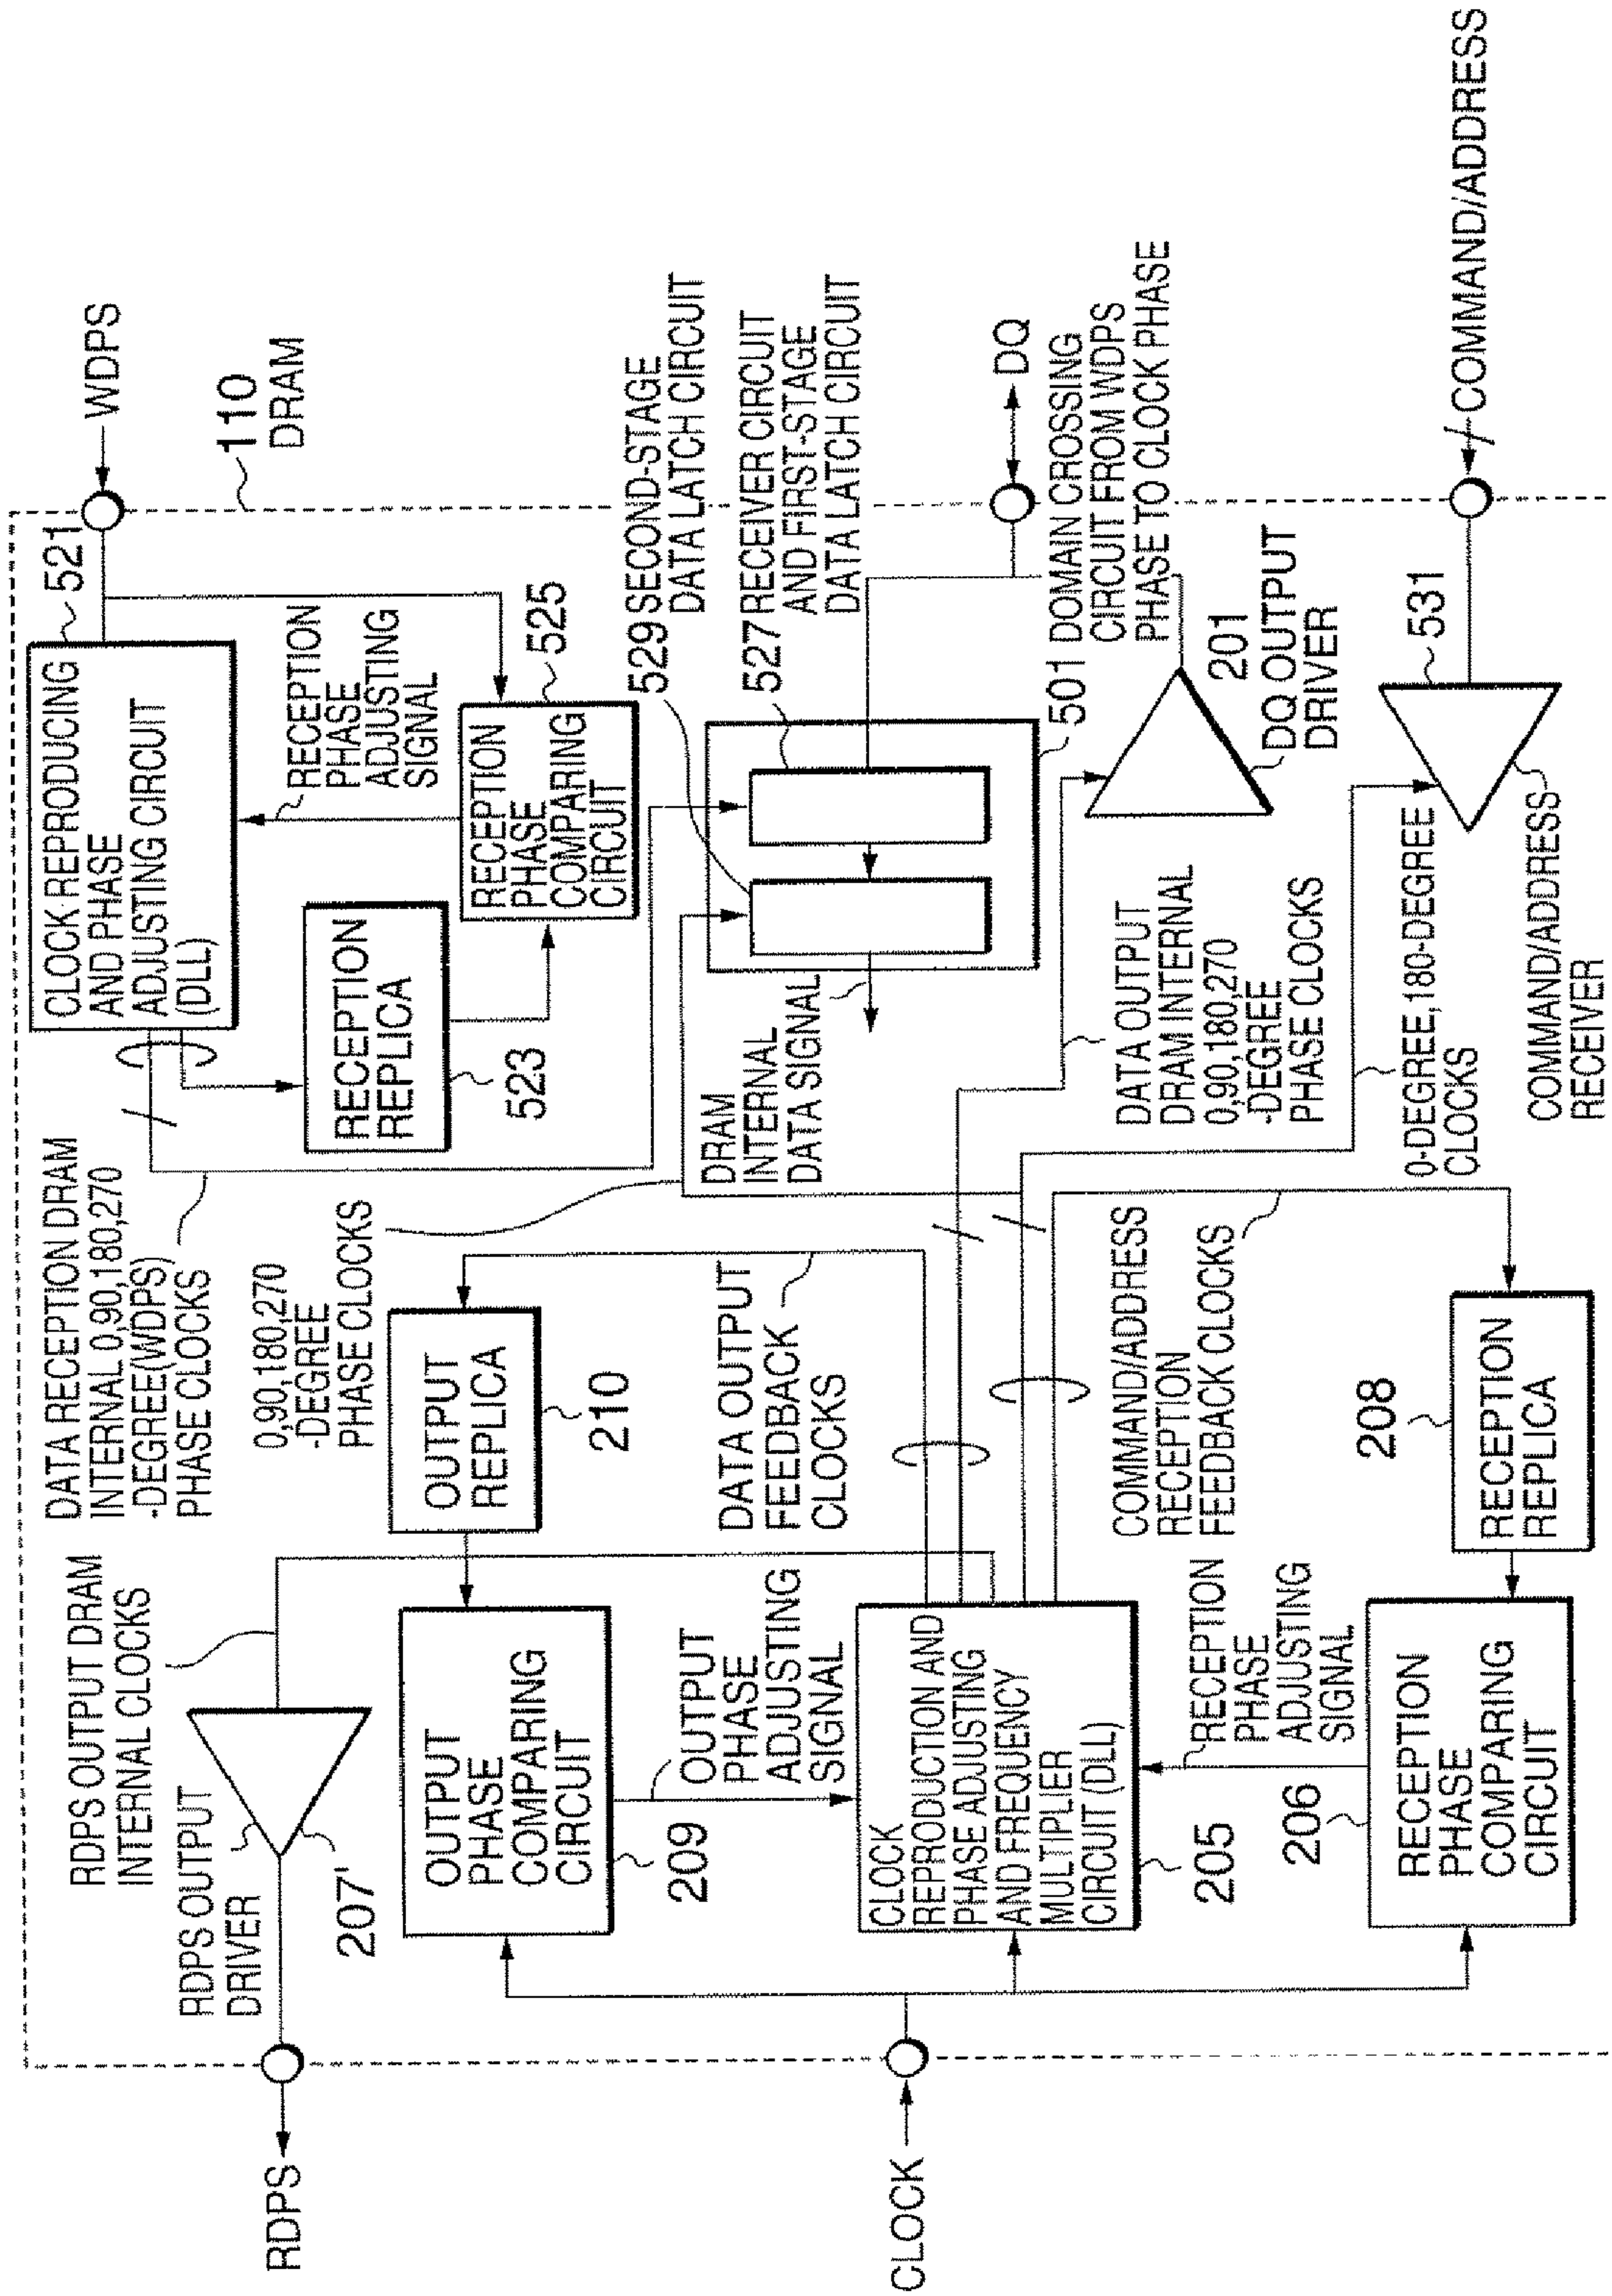 RDPS
CLOCK
RDPS OUTPUT
DRIVER
207'
RDPS OUTPUT DRAM
INTERNAL CLOCKS
OUTPUT
PHASE
COMPARING
CIRCUIT
209
OUTPUT
PHASE
ADJUSTING
SIGNAL
CLOCK
REPRODUCTION AND
PHASE ADJUSTING
AND FREQUENCY
MULTIPLIER
CIRCUIT (DLL)
205
RECEPTION
PHASE
ADJUSTING
SIGNAL
206
RECEPTION
PHASE
COMPARING
CIRCUIT
208
RECEPTION
REPLICA
OUTPUT
REPLICA
210
DATA OUTPUT
FEEDBACK
CLOCKS
COMMAND/ADDRESS
RECEPTION
FEEDBACK CLOCKS
DATA RECEPTION DRAM
INTERNAL 0,90,180,270
-DEGREE(WDPS)
PHASE CLOCKS
0,90,180,270
-DEGREE
PHASE CLOCKS
CLOCK REPRODUCING
AND PHASE
ADJUSTING CIRCUIT
(DLL)
521
RECEPTION
REPLICA
523
RECEPTION
PHASE
ADJUSTING
SIGNAL
RECEPTION
PHASE
COMPARING
CIRCUIT
525
WDPS
110
DRAM
529 SECOND-STAGE
DATA LATCH CIRCUIT
527 RECEIVER CIRCUIT
AND FIRST-STAGE
DATA LATCH CIRCUIT
DRAM
INTERNAL
DATA SIGNAL
DQ
501 DOMAIN CROSSING
CIRCUIT FROM WDPS
PHASE TO CLOCK PHASE
201
DQ OUTPUT
DRIVER
DATA OUTPUT
DRAM INTERNAL
0,90,180,270
-DEGREE
PHASE CLOCKS
0-DEGREE,180-DEGREE
CLOCKS
531
COMMAND/ADDRESS
RECEIVER
COMMAND/ADDRESS